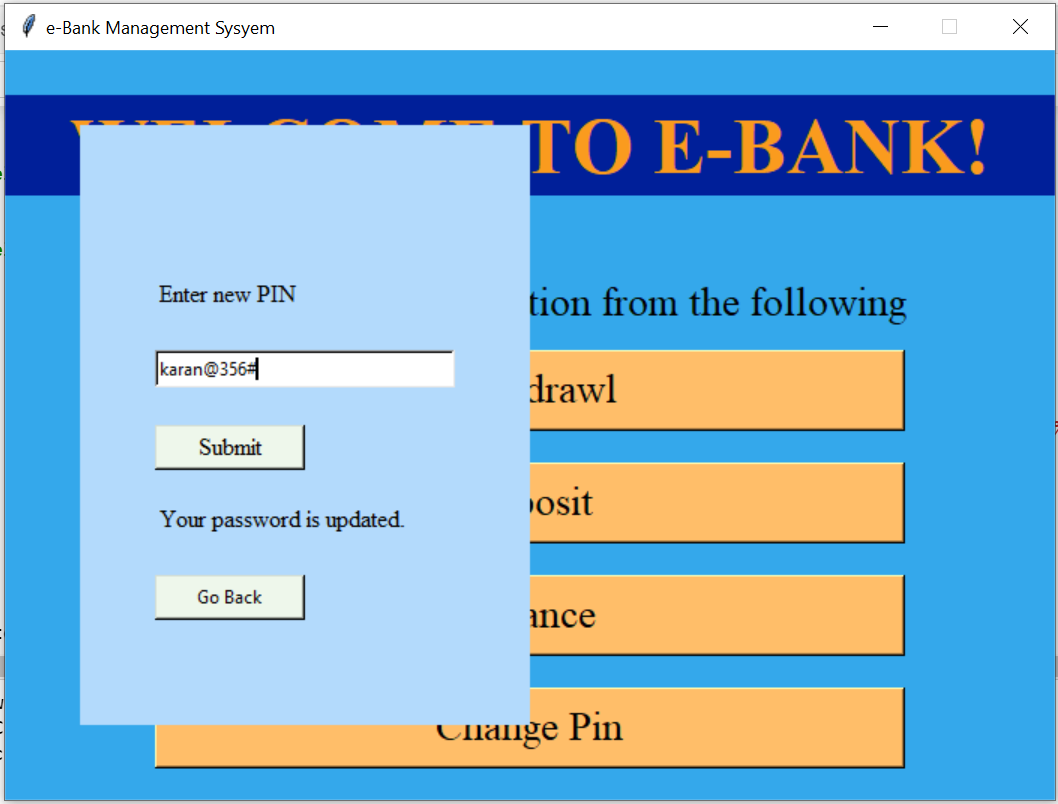 e-Bank Management Sysyem
WELCOME TO E-BANK!
Enter new PIN
tion from the following
karan@356#
drawl
Submit
posit
Your password is updated.
Go Back
ance
Change Pin